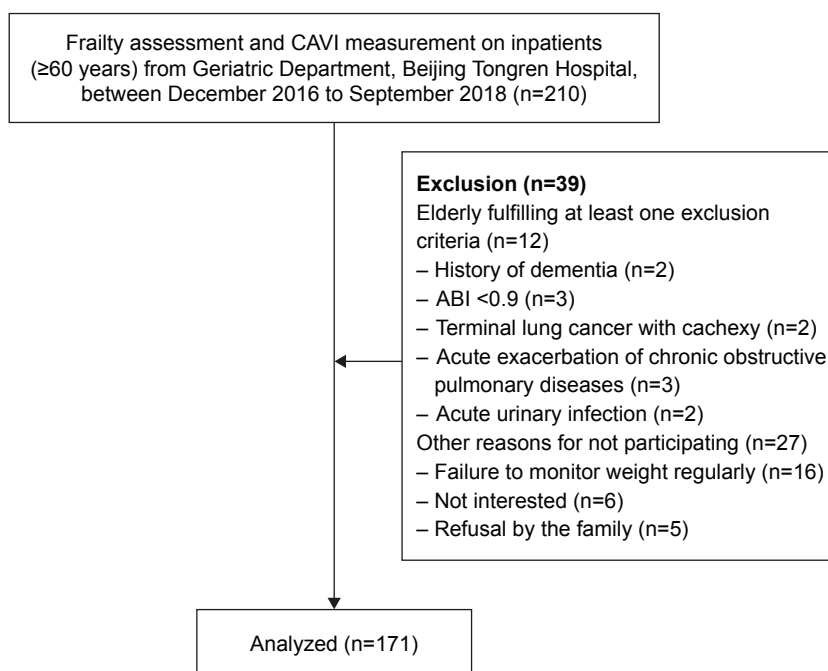 Frailty assessment and CAVI measurement on inpatients
(≥60 years) from Geriatric Department, Beijing Tongren Hospital,
between December 2016 to September 2018 (n=210)
Exclusion (n=39)
Elderly fulfilling at least one exclusion
criteria (n=12)
– History of dementia (n=2)
– ABI <0.9 (n=3)
– Terminal lung cancer with cachexy (n=2)
– Acute exacerbation of chronic obstructive
pulmonary diseases (n=3)
– Acute urinary infection (n=2)
Other reasons for not participating (n=27)
– Failure to monitor weight regularly (n=16)
– Not interested (n=6)
– Refusal by the family (n=5)
Analyzed (n=171)